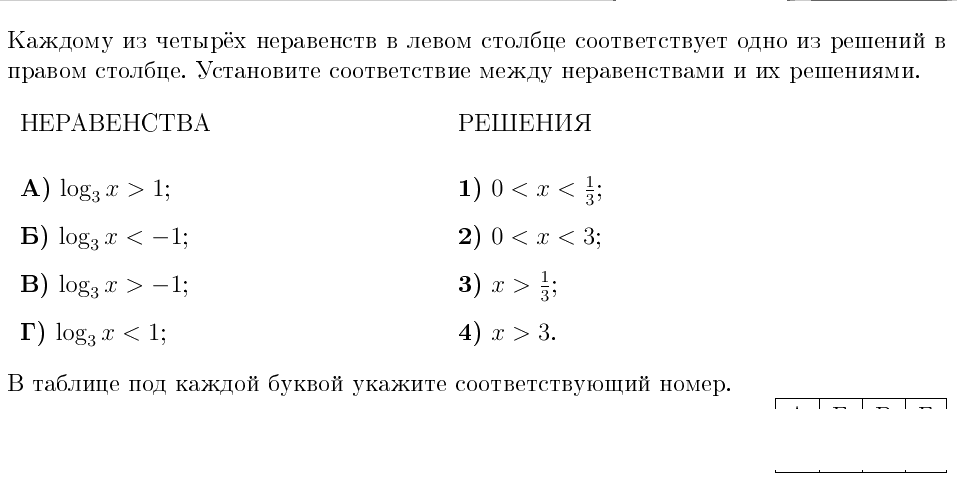 Каждому из четырёх неравенств в левом столбце соответствует одно из решений в
правом столбце. Установите соответствие между неравенствами и их решениями.
НЕРАВЕНСТВА РЕШЕНИЯ
А) log₃ x > 1; 1) 0 < x < 1/3;
Б) log₃ x < −1; 2) 0 < x < 3;
В) log₃ x > −1; 3) x > 1/3;
Г) log₃ x < 1; 4) x > 3.
В таблице под каждой буквой укажите соответствующий номер.